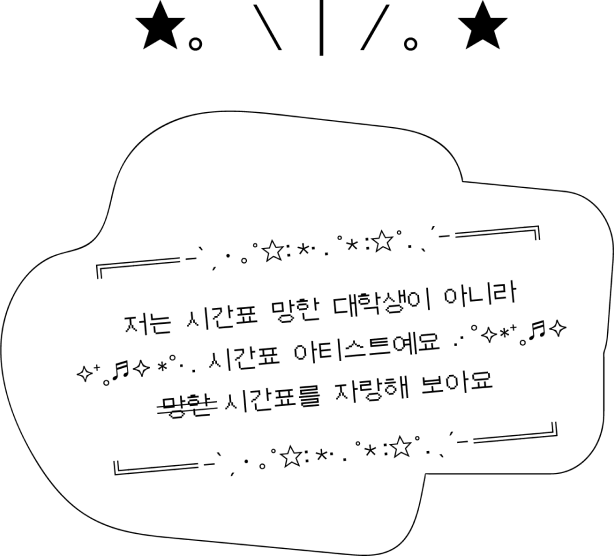 ★。 \ | / 。★
╔═══ -`ˏ · 。˚☆: *· . ˚*:☆˚. ˎ´- ═══╗
저는 시간표 망한 대학생이 아니라
✧⁺。♬✧ *˚·. 시간표 아티스트예요 .·˚✧*⁺。♬✧
망한 시간표를 자랑해 보아요
╚═══ -`ˏ · 。˚☆: *· . ˚*:☆˚. ˎ´- ═══╝